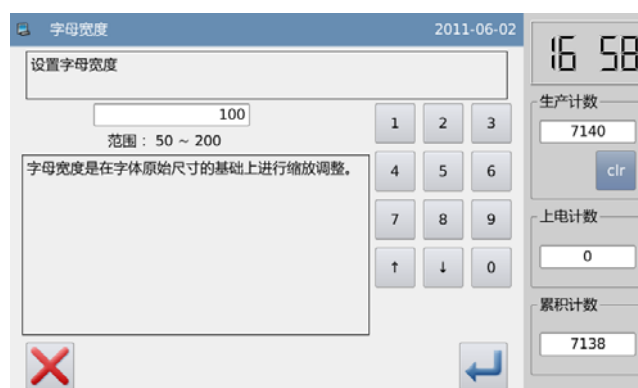 字母宽度
2011-06-02
设置字母宽度
100
范围： 50 ~ 200
字母宽度是在字体原始尺寸的基础上进行缩放调整。
1 2 3
4 5 6
7 8 9
↑ ↓ 0
16 58
生产计数
7140
clr
上电计数
0
累积计数
7138